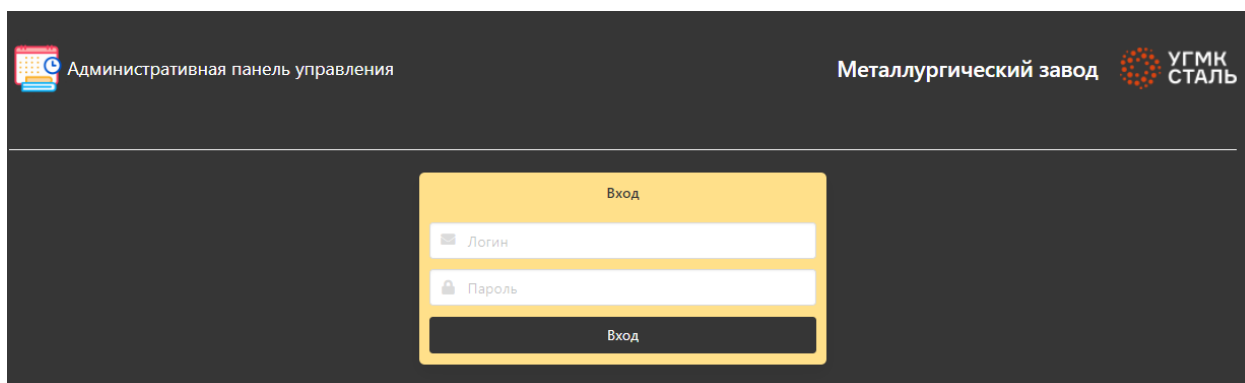 Административная панель управления
Металлургический завод
УГМК
СТАЛЬ
Вход
Логин
Пароль
Вход